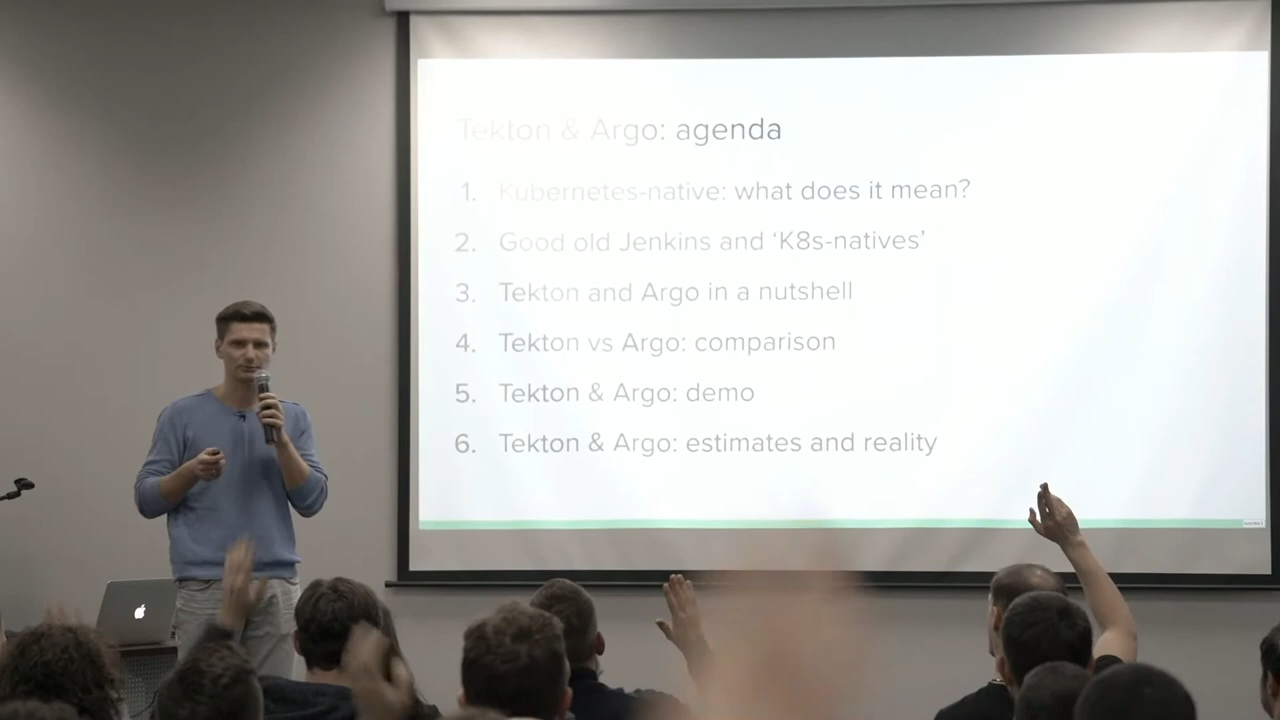 Tekton & Argo: agenda
1. Kubernetes-native: what does it mean?
2. Good old Jenkins and ‘K8s-natives’
3. Tekton and Argo in a nutshell
4. Tekton vs Argo: comparison
5. Tekton & Argo: demo
6. Tekton & Argo: estimates and reality